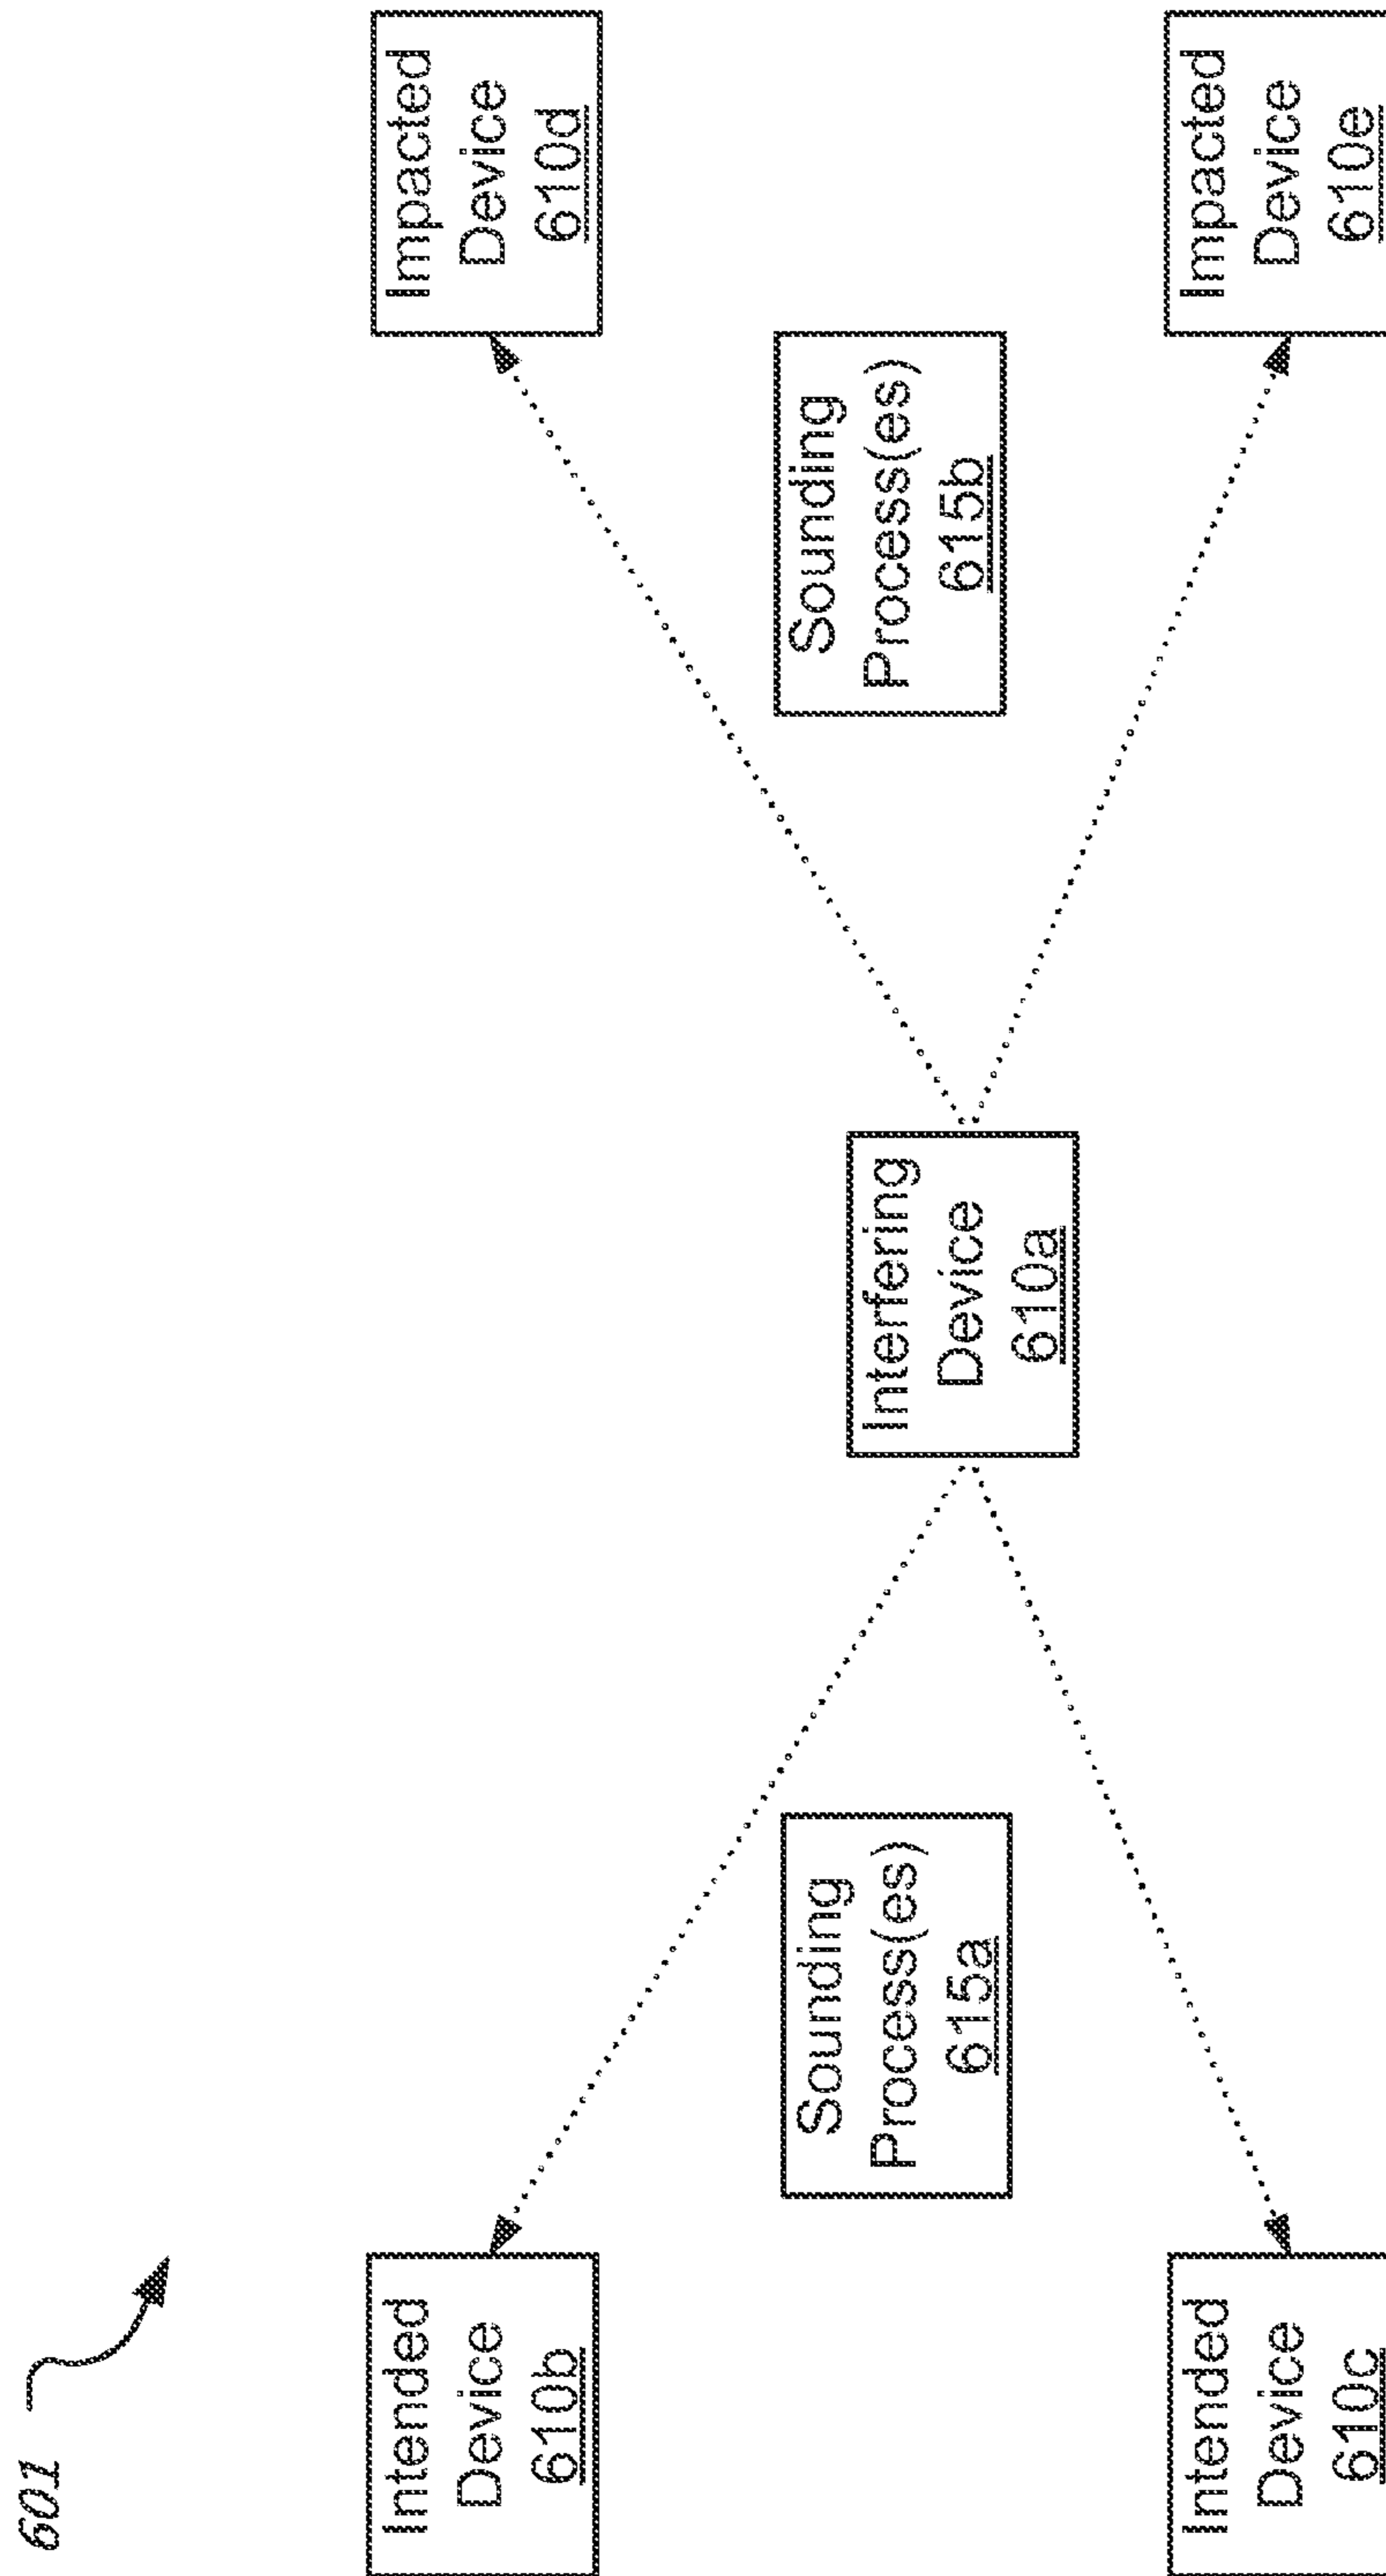 601
Intended
Device
610b
Impacted
Device
610d
Sounding
Process(es)
615a
Sounding
Process(es)
615b
Interfering
Device
610a
Intended
Device
610c
Impacted
Device
610e